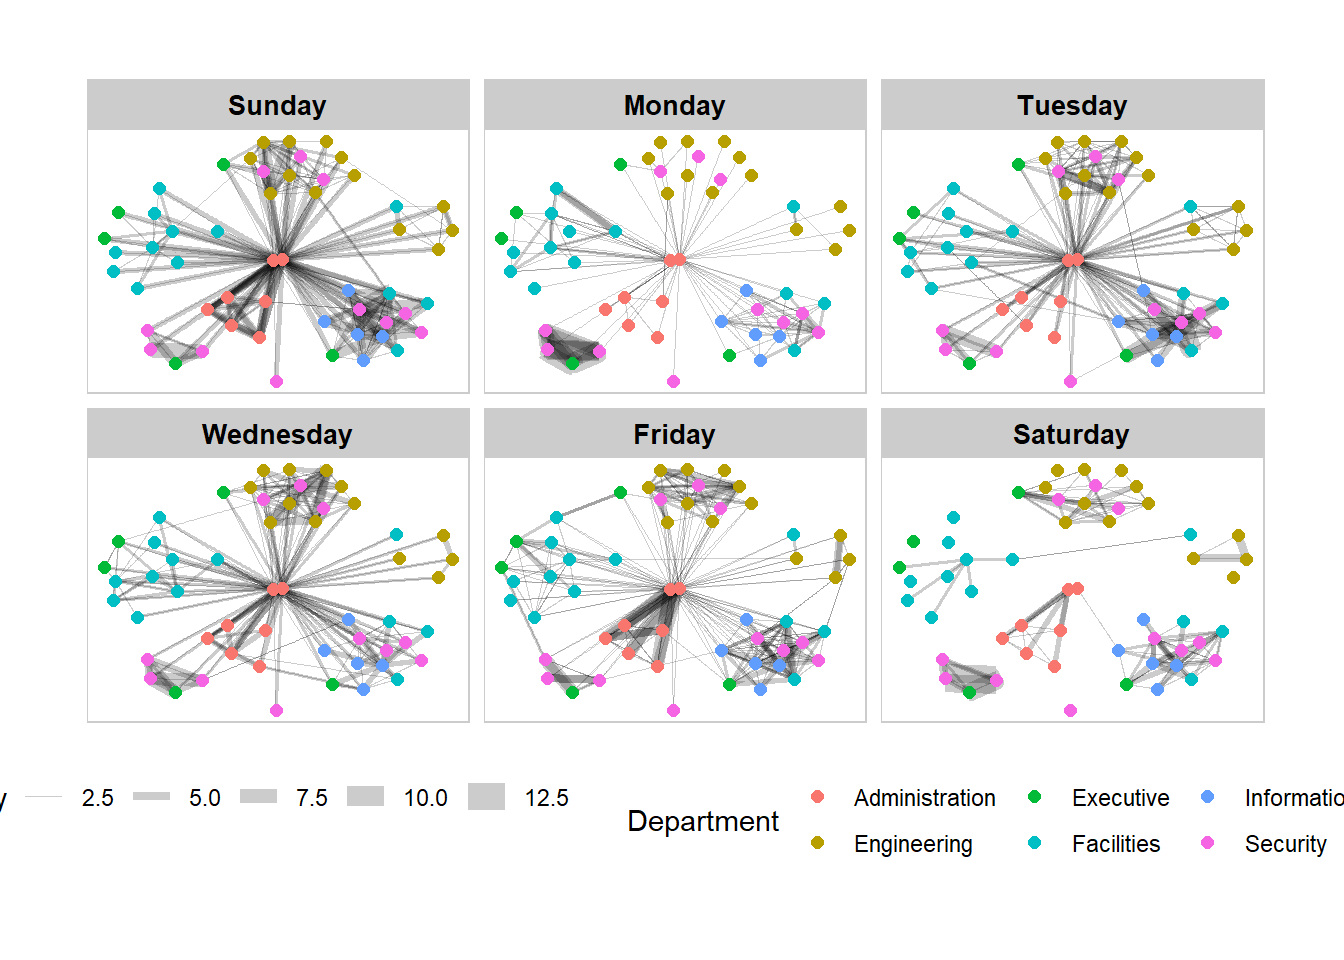 Sunday
Monday
Tuesday
Wednesday
Friday
Saturday
y 2.5 5.0 7.5 10.0 12.5
Department
Administration Executive Informatio
Engineering Facilities Security